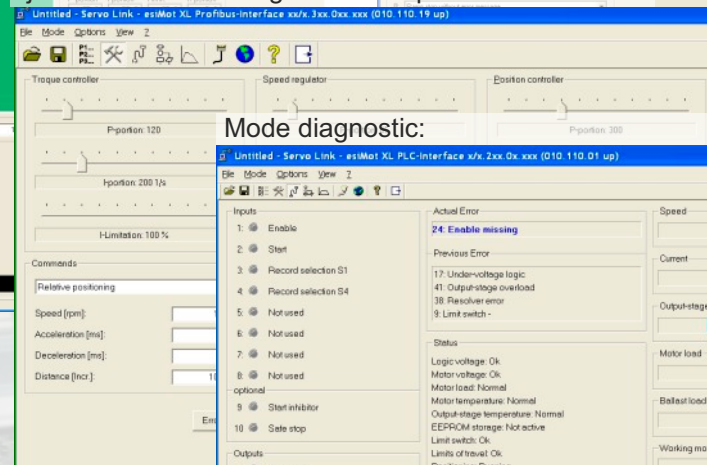 Untitled - Servo Link - esiMot XL Profibus-Interface xx/x.3xx.0xx.xxx (010.110.19 up)
File Mode Options View ?
Troque controller
Speed regulator
Position controller
P-portion: 120
P-portion: 300
I-portion: 200 1/s
I-Limitation: 100 %
Commands
Relative positioning
Speed [rpm]:
Acceleration [ms]:
Deceleration [ms]:
Distance [Incr.]:
Mode diagnostic:
Untitled - Servo Link - esiMot XL PLC-Interface x/x.2xx.0x.xxx (010.110.01 up)
File Mode Options View ?
Inputs
1: Enable
2: Start
3: Record selection S1
4: Record selection S4
5: Not used
6: Not used
7: Not used
8: Not used
optional
9 Start inhibitor
10 Safe stop
Outputs
Actual Error
24: Enable missing
Previous Error
17: Under-voltage logic
41: Output-stage overload
38: Resolver error
9: Limit switch -
Status
Logic voltage: Ok
Motor voltage: Ok
Motor load: Normal
Motor temperature: Normal
Output-stage temperature: Normal
EEPROM storage: Not active
Limit switch: Ok
Limits of travel: Ok
Speed
Current
Output-stage
Motor load
Ballast load